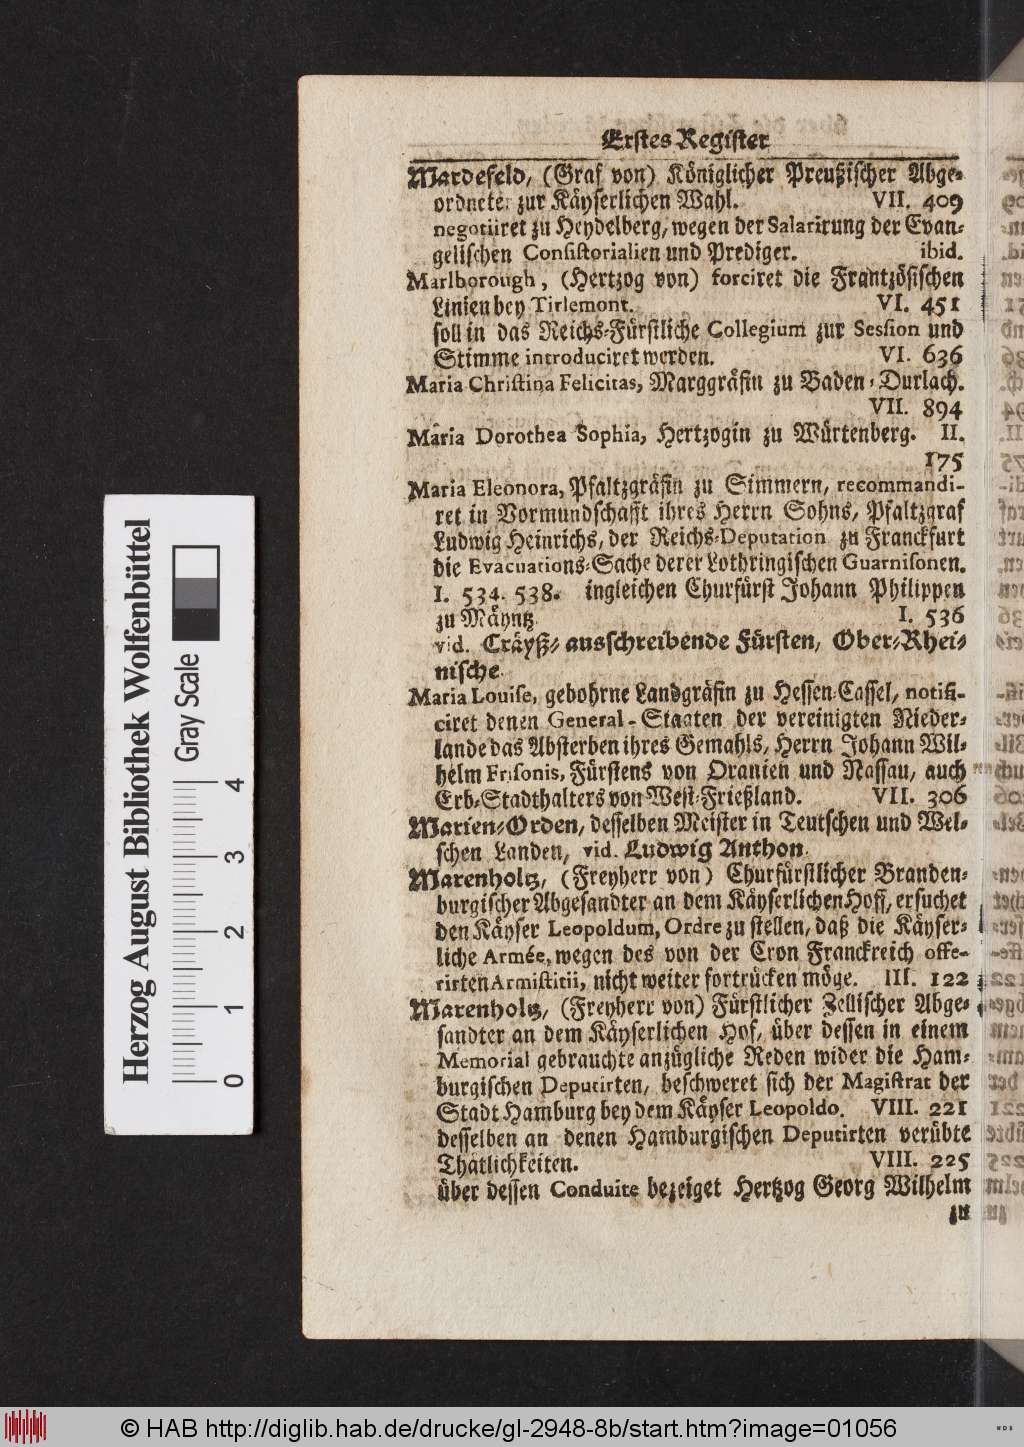 Erstes Register
Mardefeld, (Graf von) Königlicher Preußischer Abge-
ordneter zur Käyserlichen Wahl. VII. 409
negotiiret zu Heydelberg, wegen der Salarirung der Evan-
gelischen Consistorialien und Prediger. ibid.
Marlborough, (Hertzog von) forciret die Frantzösischen
Linien bey Tirlemont. VI. 451
soll in das Reichs-Fürstliche Collegium zur Session und
Stimme introduciret werden. VI. 636
Maria Christina Felicitas, Marggräfin zu Baden-Durlach.
VII. 894
Maria Dorothea Sophia, Hertzogin zu Würtenberg. II.
175
Maria Eleonora, Pfaltzgräfin zu Simmern, recommandi-
ret in Vormundschafft ihres Herrn Sohns, Pfaltzgraf
Ludwig Heinrichs, der Reichs-Deputation zu Franckfurt
die Evacuations-Sache derer Lothringischen Guarnisonen.
I. 534. 538. ingleichen Churfürst Johann Philippen
zu Mäyntz I. 536
vid. Cräyß-ausschreibende Fürsten, Ober-Rhei-
nische.
Maria Louise, gebohrne Landgräfin zu Hessen-Cassel, notifi-
ciret denen General-Staaten der vereinigten Nieder-
lande das Absterben ihres Gemahls, Herrn Johann Wil-
helm Frisonis, Fürstens von Oranien und Nassau, auch
Erb-Stadthalters von West-Frießland. VII. 306
Marien-Orden, desselben Meister in Teutschen und Wel-
schen Landen, vid. Ludwig Anthon.
Marenholtz, (Freyherr von) Churfürstlicher Branden-
burgischer Abgesandter an dem Käyserlichen Hoff, ersuchet
den Käyser Leopoldum, Ordre zu stellen, daß die Käyser-
liche Armée, wegen des von der Cron Franckreich offe-
rirten Armistitii, nicht weiter fortrücken möge. III. 122
Marenholtz, (Freyherr von) Fürstlicher Zellischer Abge-
sandter an dem Käyserlichen Hof, über dessen in einem
Memorial gebrauchte anzügliche Reden wider die Ham-
burgischen Deputirten, beschweret sich der Magistrat der
Stadt Hamburg bey dem Käyser Leopoldo. VIII. 221
desselben an denen Hamburgischen Deputirten verübte
Thätlichkeiten. VIII. 225
über dessen Conduite bezeiget Hertzog Georg Wilhelm
zu
Herzog August Bibliothek Wolfenbüttel
Gray Scale
0 1 2 3 4
© HAB http://diglib.hab.de/drucke/gl-2948-8b/start.htm?image=01056